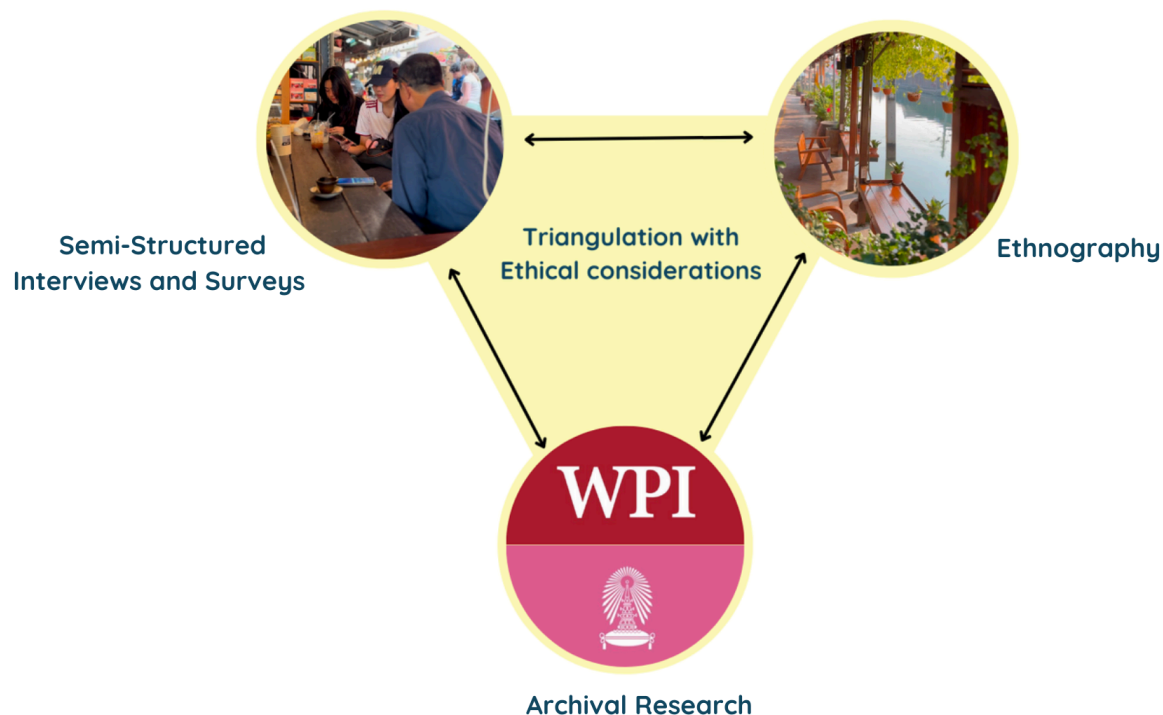 Semi-Structured
Interviews and Surveys
Triangulation with
Ethical considerations
Ethnography
WPI
Archival Research